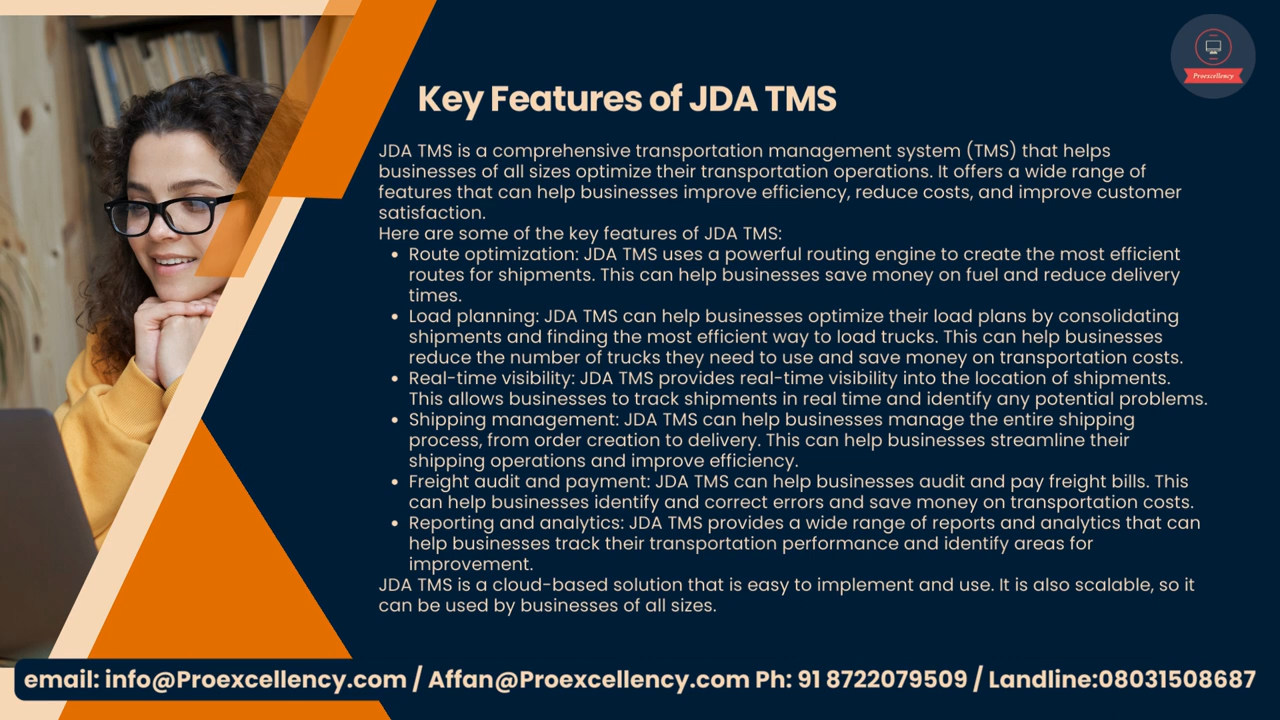 Proexcellency
Key Features of JDA TMS
JDA TMS is a comprehensive transportation management system (TMS) that helps
businesses of all sizes optimize their transportation operations. It offers a wide range of
features that can help businesses improve efficiency, reduce costs, and improve customer
satisfaction.
Here are some of the key features of JDA TMS:
• Route optimization: JDA TMS uses a powerful routing engine to create the most efficient
routes for shipments. This can help businesses save money on fuel and reduce delivery
times.
• Load planning: JDA TMS can help businesses optimize their load plans by consolidating
shipments and finding the most efficient way to load trucks. This can help businesses
reduce the number of trucks they need to use and save money on transportation costs.
• Real-time visibility: JDA TMS provides real-time visibility into the location of shipments.
This allows businesses to track shipments in real time and identify any potential problems.
• Shipping management: JDA TMS can help businesses manage the entire shipping
process, from order creation to delivery. This can help businesses streamline their
shipping operations and improve efficiency.
• Freight audit and payment: JDA TMS can help businesses audit and pay freight bills. This
can help businesses identify and correct errors and save money on transportation costs.
• Reporting and analytics: JDA TMS provides a wide range of reports and analytics that can
help businesses track their transportation performance and identify areas for
improvement.
JDA TMS is a cloud-based solution that is easy to implement and use. It is also scalable, so it
can be used by businesses of all sizes.
email: info@Proexcellency.com / Affan@Proexcellency.com Ph: 91 8722079509 / Landline:08031508687